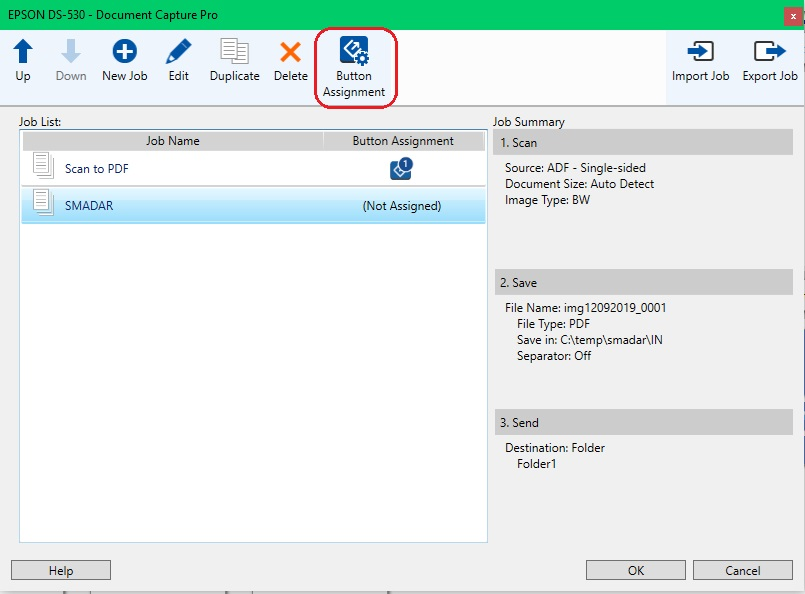 EPSON DS-530 - Document Capture Pro
x
Up
Down
New Job
Edit
Duplicate
Delete
Button
Assignment
Import Job
Export Job
Job List:
Job Name
Button Assignment
Scan to PDF
1
SMADAR
(Not Assigned)
Job Summary
1. Scan
Source: ADF - Single-sided
Document Size: Auto Detect
Image Type: BW
2. Save
File Name: img12092019_0001
File Type: PDF
Save in: C:\temp\smadar\IN
Separator: Off
3. Send
Destination: Folder
Folder1
Help
OK
Cancel